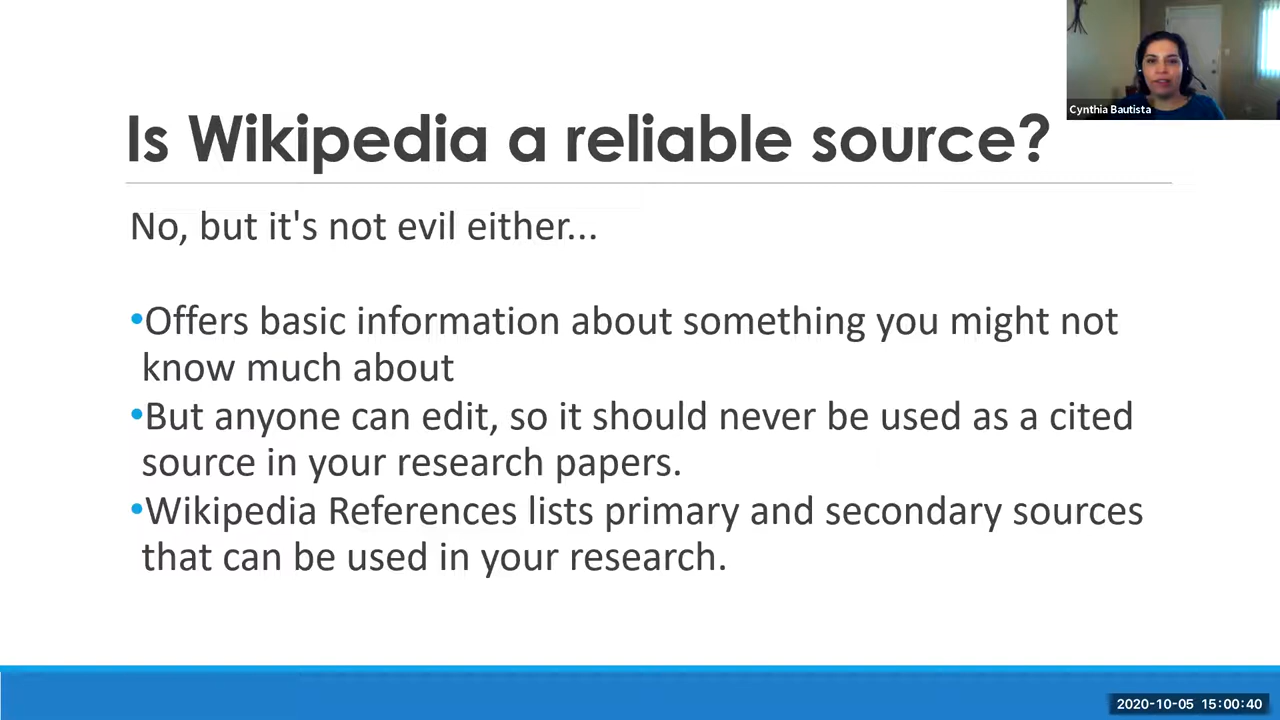 Cynthia Bautista
Is Wikipedia a reliable source?
No, but it's not evil either...
•Offers basic information about something you might not
know much about
•But anyone can edit, so it should never be used as a cited
source in your research papers.
•Wikipedia References lists primary and secondary sources
that can be used in your research.
2020-10-05 15:00:40